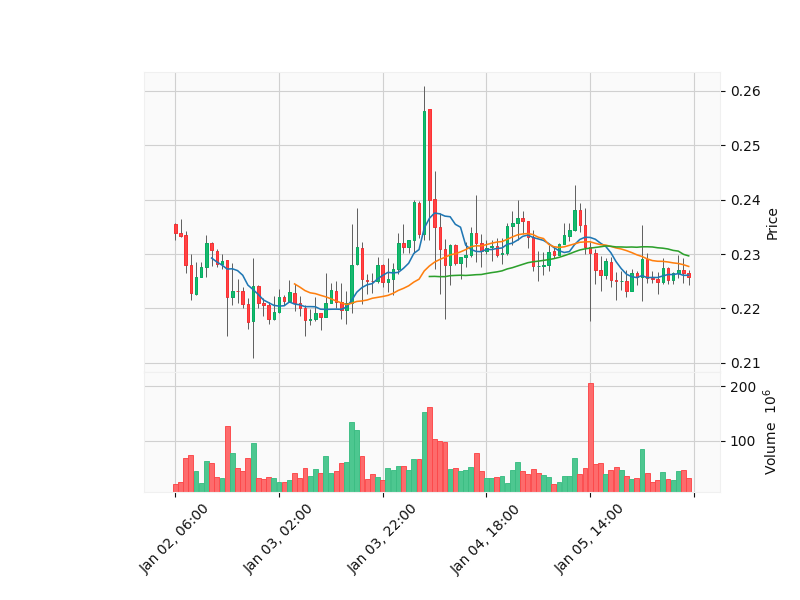 0.26
0.25
0.24
0.23
0.22
0.21
Price
200
100
Volume 10^6
Jan 02, 06:00
Jan 03, 02:00
Jan 03, 22:00
Jan 04, 18:00
Jan 05, 14:00